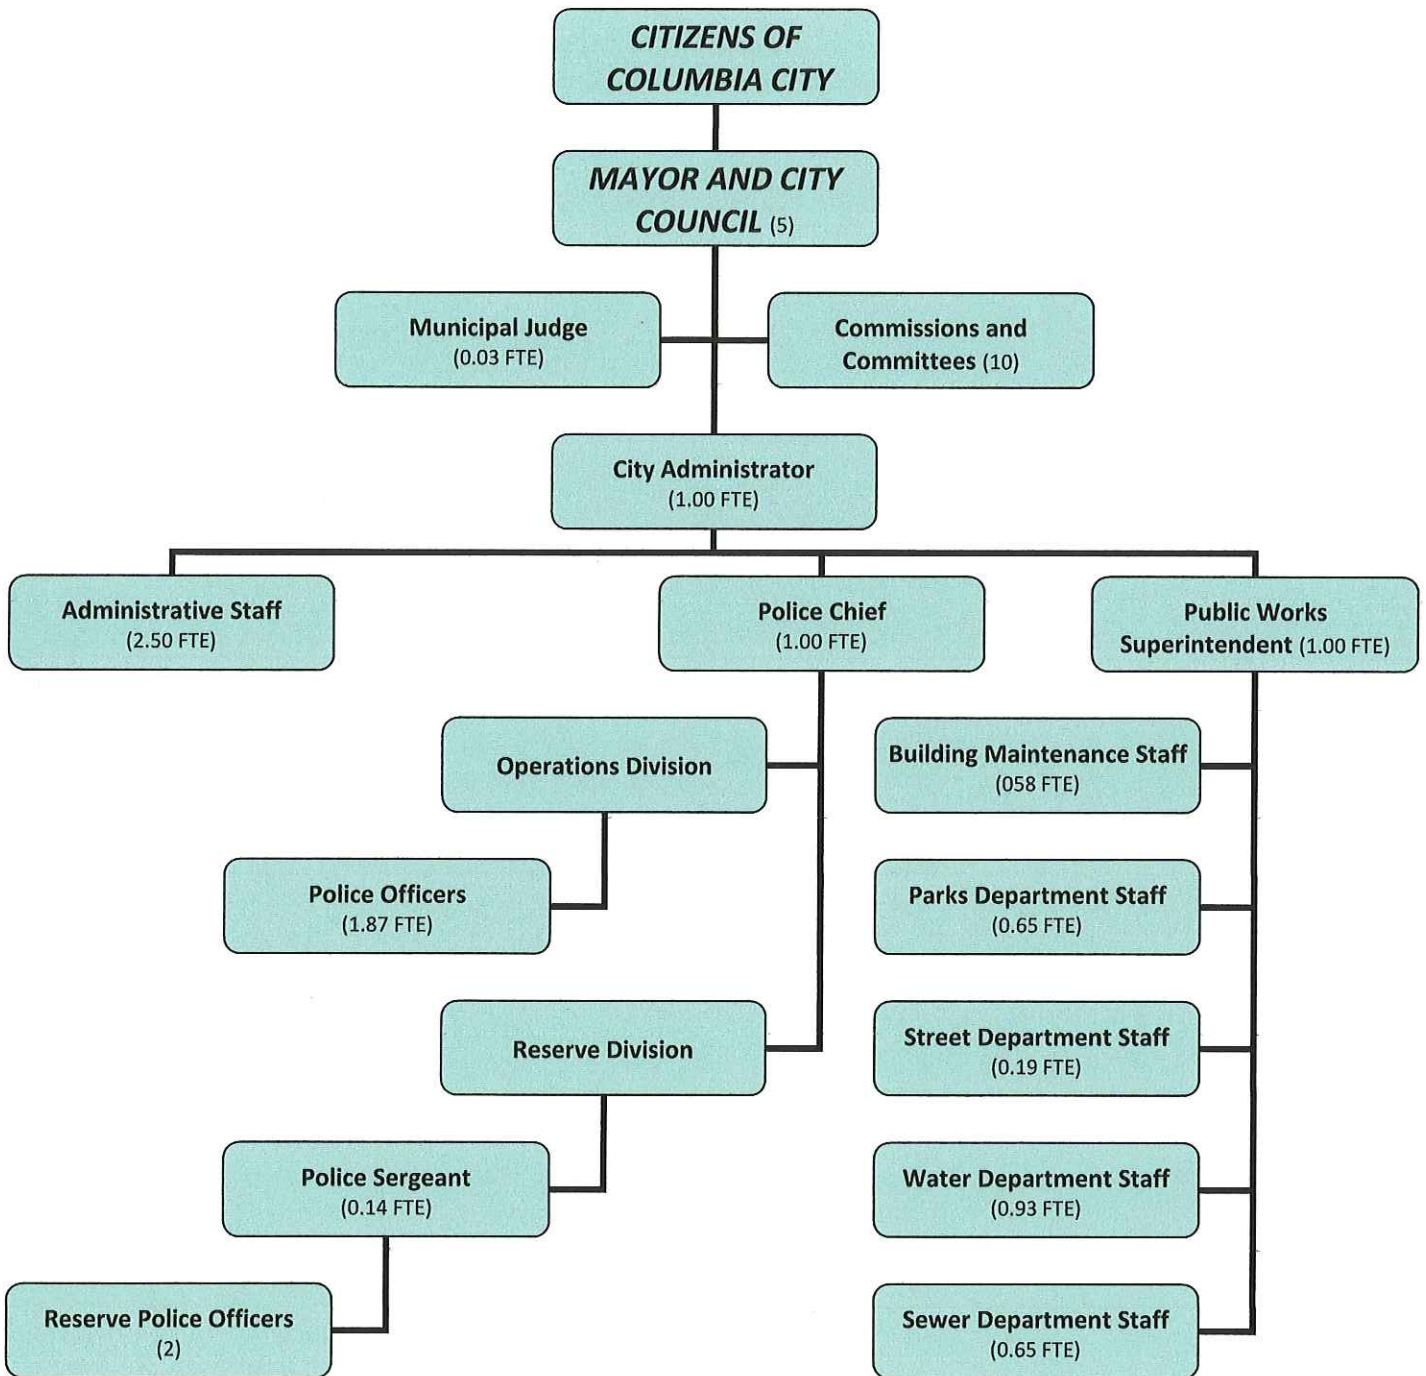 CITIZENS OF
COLUMBIA CITY
MAYOR AND CITY
COUNCIL (5)
Municipal Judge
(0.03 FTE)
Commissions and
Committees (10)
City Administrator
(1.00 FTE)
Administrative Staff
(2.50 FTE)
Police Chief
(1.00 FTE)
Public Works
Superintendent (1.00 FTE)
Operations Division
Building Maintenance Staff
(058 FTE)
Police Officers
(1.87 FTE)
Parks Department Staff
(0.65 FTE)
Reserve Division
Street Department Staff
(0.19 FTE)
Police Sergeant
(0.14 FTE)
Water Department Staff
(0.93 FTE)
Reserve Police Officers
(2)
Sewer Department Staff
(0.65 FTE)